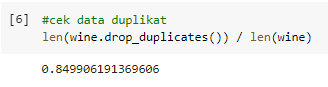 [6] #cek data duplikat
len(wine.drop_duplicates()) / len(wine)
0.849906191369606